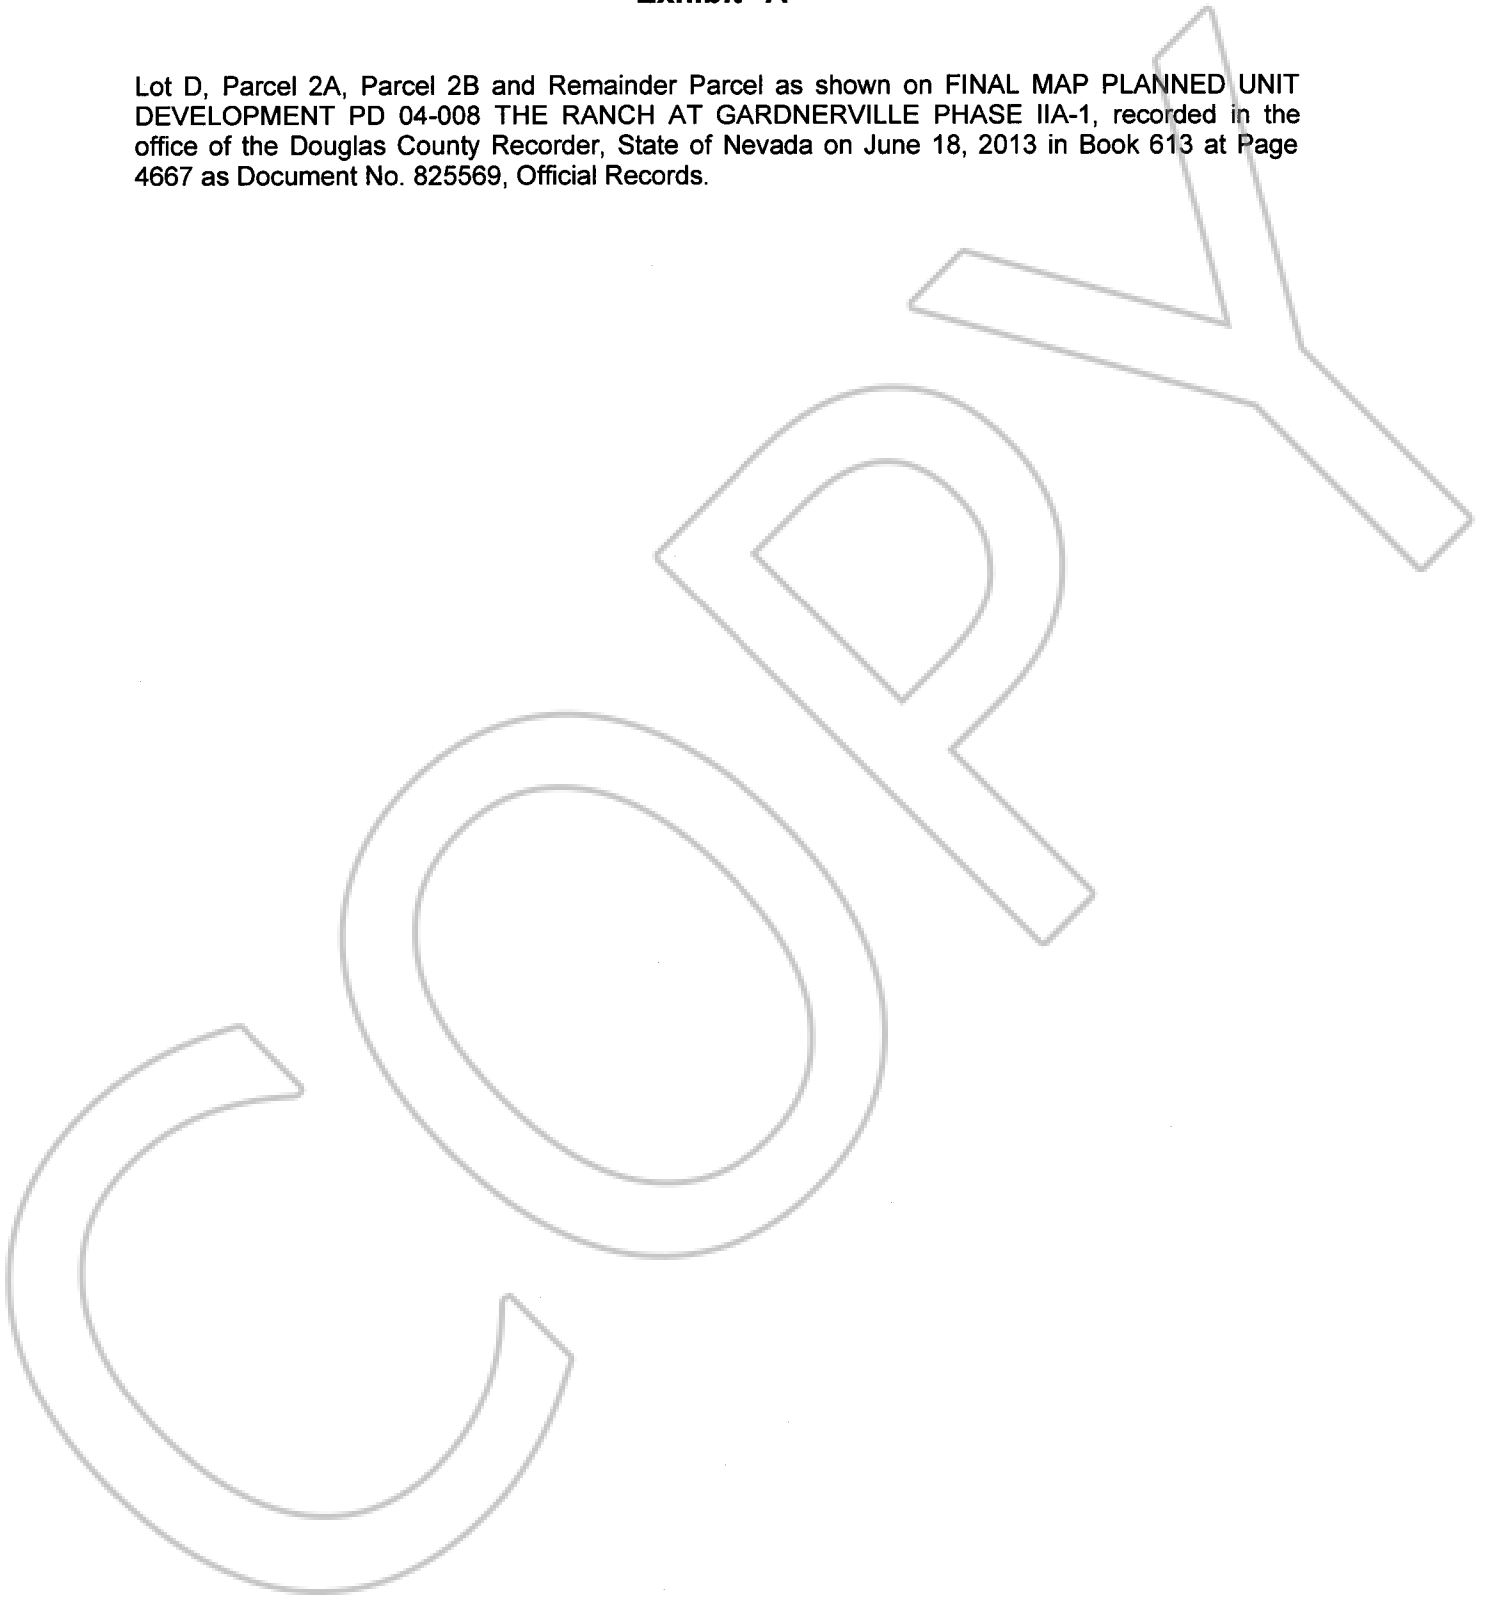 Exhibit "A"
Lot D, Parcel 2A, Parcel 2B and Remainder Parcel as shown on FINAL MAP PLANNED UNIT
DEVELOPMENT PD 04-008 THE RANCH AT GARDNERVILLE PHASE IIA-1, recorded in the
office of the Douglas County Recorder, State of Nevada on June 18, 2013 in Book 613 at Page
4667 as Document No. 825569, Official Records.
COPY